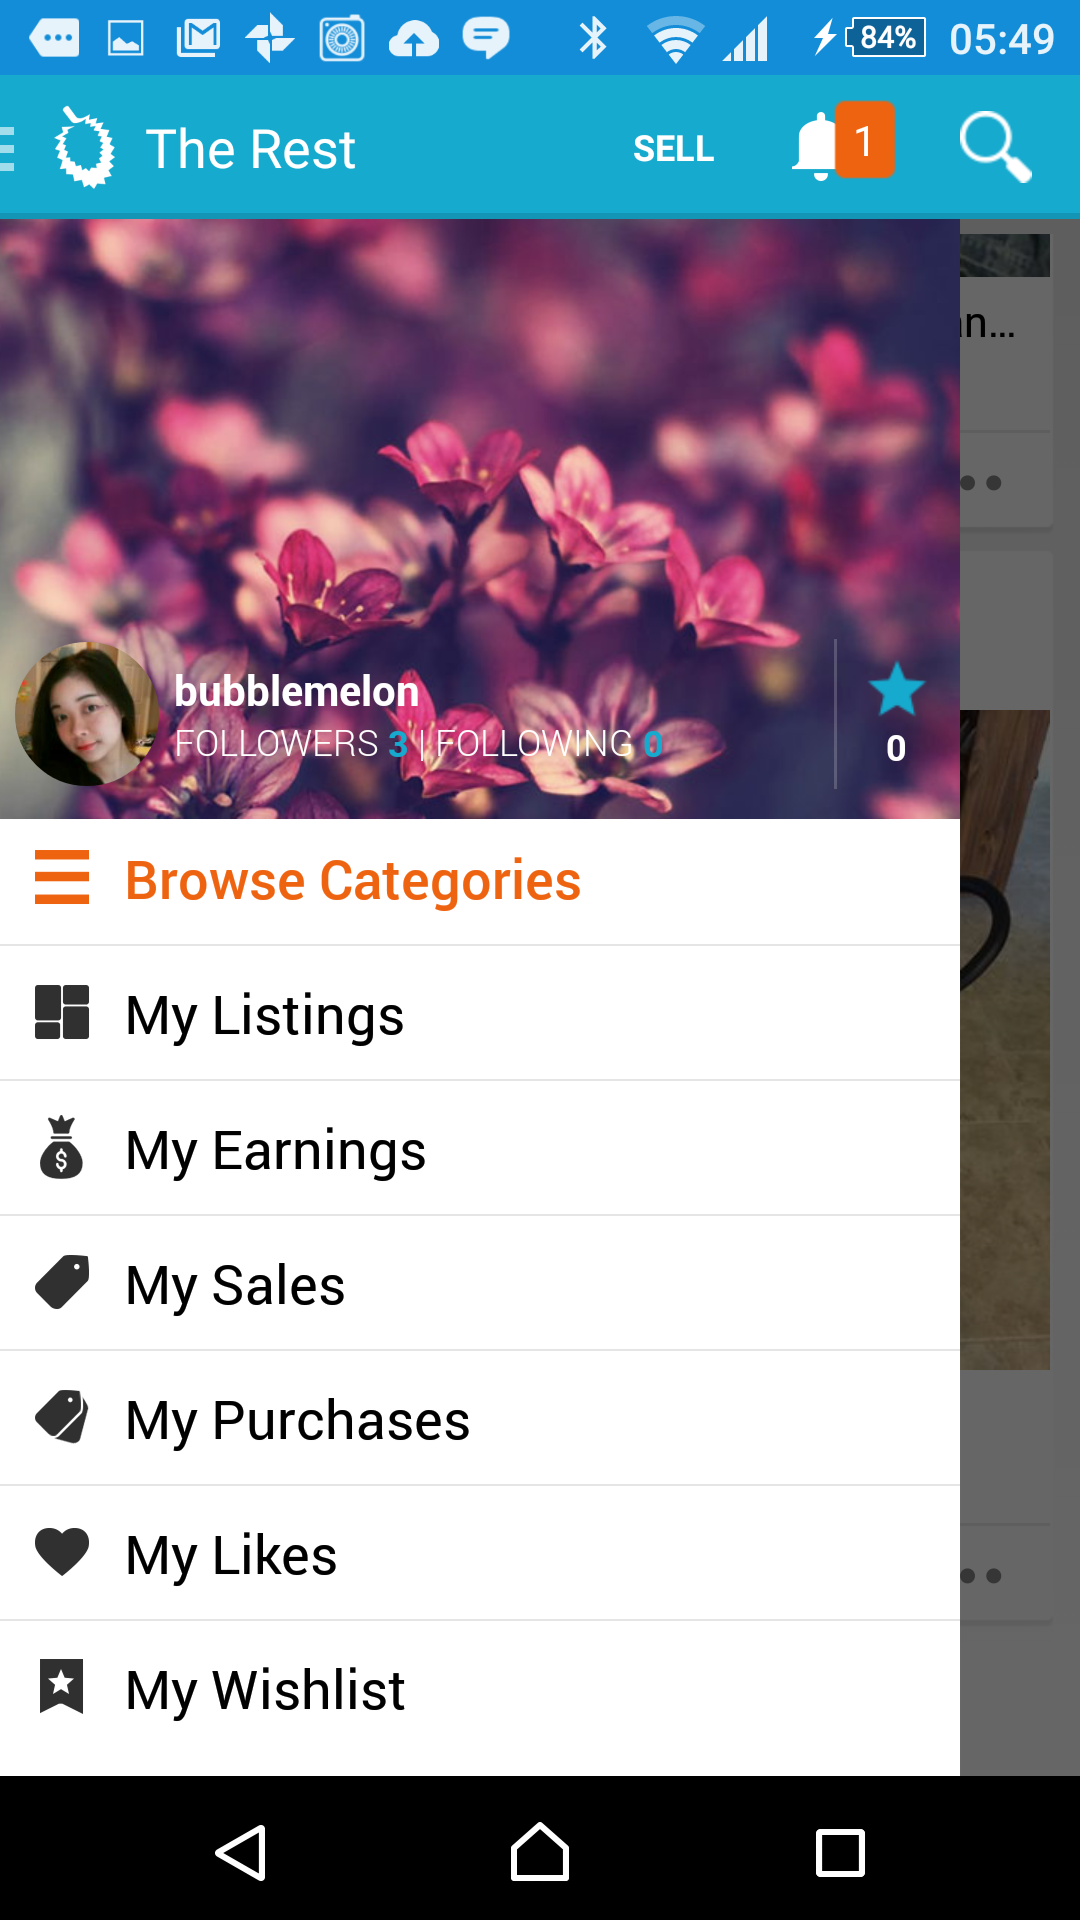 84%
05:49
The Rest
SELL
1
n...
bubblemelon
FOLLOWERS 3 | FOLLOWING 0
0
Browse Categories
My Listings
My Earnings
My Sales
My Purchases
My Likes
My Wishlist